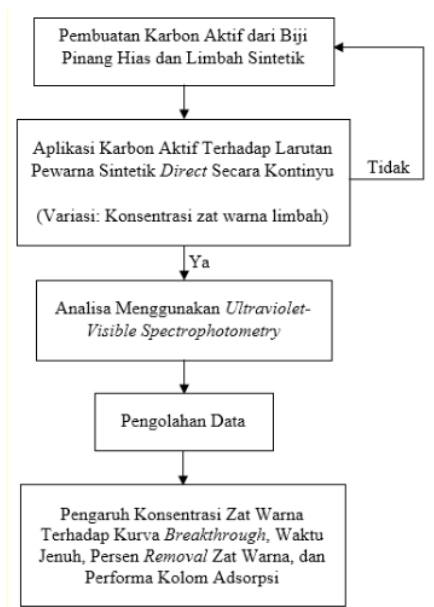 Pembuatan Karbon Aktif dari Biji
Pinang Hias dan Limbah Sintetik
Aplikasi Karbon Aktif Terhadap Larutan
Pewarna Sintetik Direct Secara Kontinyu
(Variasi: Konsentrasi zat warna limbah)
Tidak
Ya
Analisa Menggunakan Ultraviolet-
Visible Spectrophotometry
Pengolahan Data
Pengaruh Konsentrasi Zat Warna
Terhadap Kurva Breakthrough, Waktu
Jenuh, Persen Removal Zat Warna, dan
Performa Kolom Adsorpsi